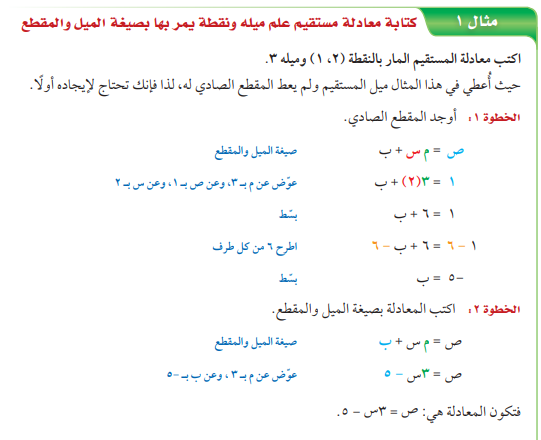 مثال ١ كتابة معادلة مستقيم علم ميله ونقطة يمر بها بصيغة الميل والمقطع
اكتب معادلة المستقيم المار بالنقطة (٢، ١) وميله ٣.
حيث أُعطي في هذا المثال ميل المستقيم ولم يعط المقطع الصادي له، لذا فإنك تحتاج لإيجاده أولًا.
الخطوة ١: أوجد المقطع الصادي.
ص = م س + ب صيغة الميل والمقطع
١ = ٣(٢) + ب عوّض عن م بـ ٣، وعن ص بـ ١، وعن س بـ ٢
١ = ٦ + ب بسّط
١ − ٦ = ٦ + ب − ٦ اطرح ٦ من كل طرف
−٥ = ب بسّط
الخطوة ٢: اكتب المعادلة بصيغة الميل والمقطع.
ص = م س + ب صيغة الميل والمقطع
ص = ٣س − ٥ عوّض عن م بـ ٣، وعن ب بـ −٥
فتكون المعادلة هي: ص = ٣س − ٥.